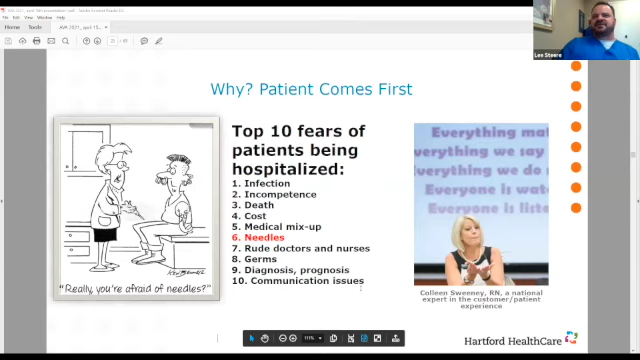 File Edit View Window Help
Home
Tools
Lee Steere
Why? Patient Comes First
Top 10 fears of
patients being
hospitalized:
1. Infection
2. Incompetence
3. Death
4. Cost
5. Medical mix-up
6. Needles
7. Rude doctors and nurses
8. Germs
9. Diagnosis, prognosis
10. Communication issues
"Really, you're afraid of needles?"
Everything mat
Everything we say
verything we do
Everyone is wat
Everyone is liste
Colleen Sweeney, RN, a national
expert in the customer/patient
experience
Hartford HealthCare